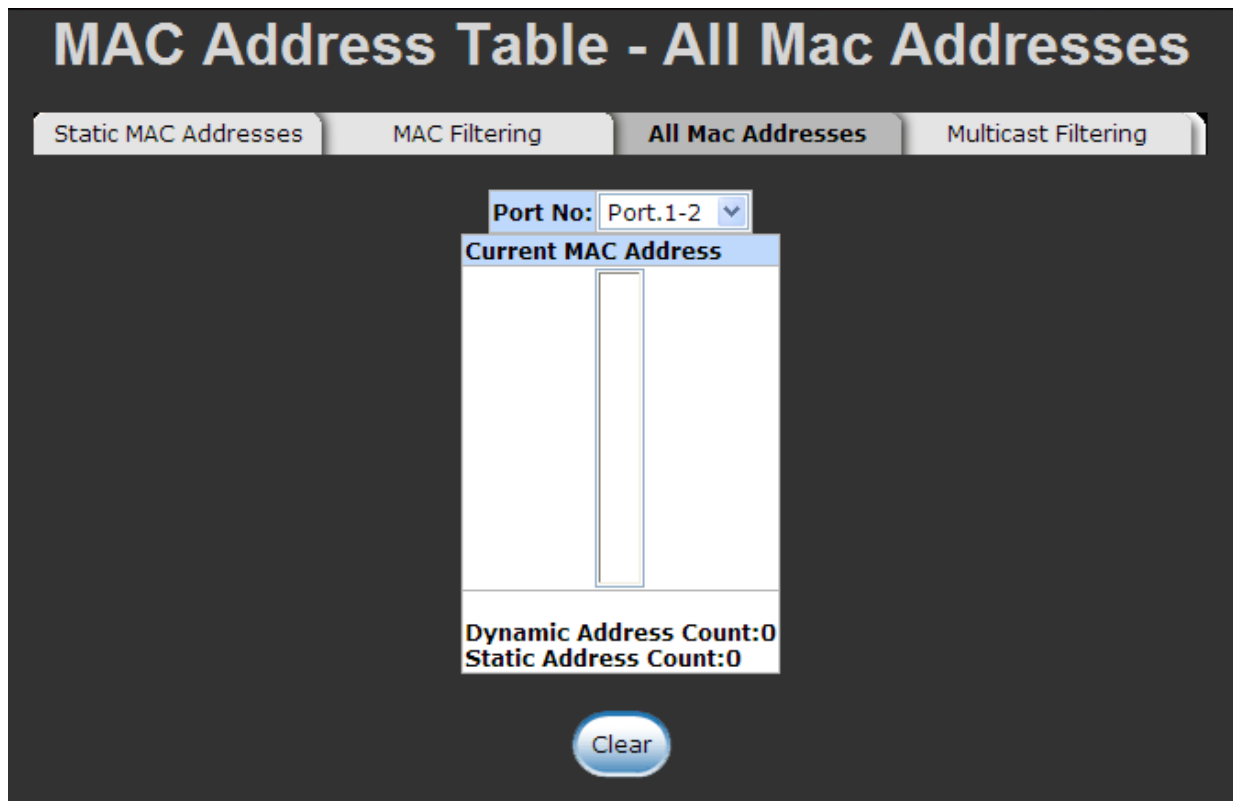 MAC Address Table - All Mac Addresses
Static MAC Addresses MAC Filtering All Mac Addresses Multicast Filtering
Port No: Port.1-2
Current MAC Address
Dynamic Address Count:0
Static Address Count:0
Clear